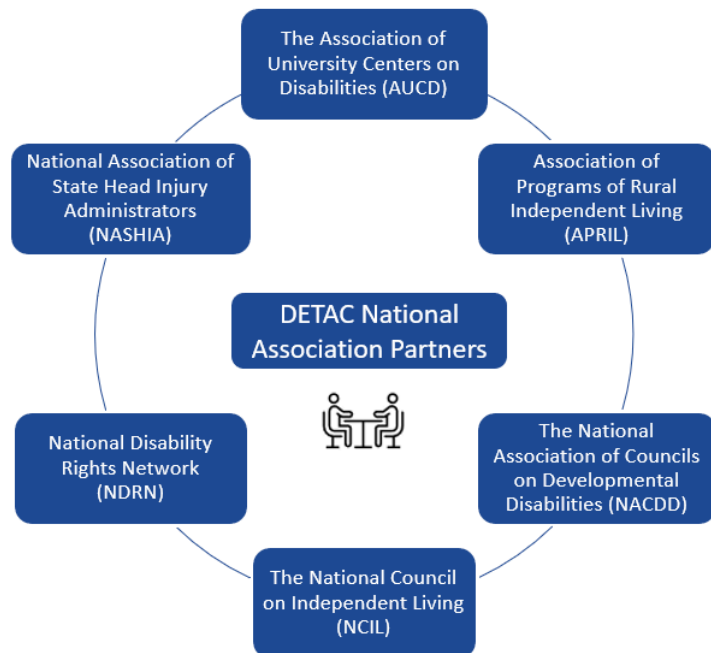 The Association of
University Centers on
Disabilities (AUCD)
National Association of
State Head Injury
Administrators
(NASHIA)
Association of
Programs of Rural
Independent Living
(APRIL)
DETAC National
Association Partners
National Disability
Rights Network
(NDRN)
The National
Association of Councils
on Developmental
Disabilities (NACDD)
The National Council
on Independent Living
(NCIL)